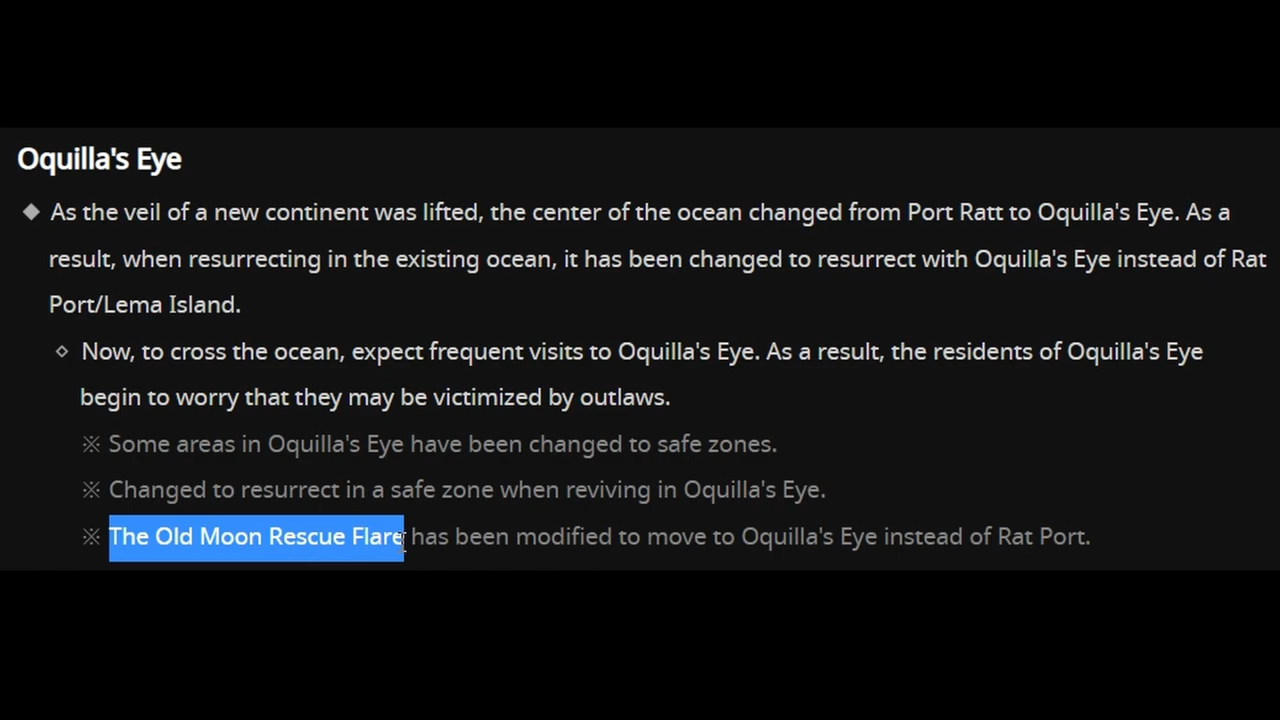 Oquilla's Eye
◆ As the veil of a new continent was lifted, the center of the ocean changed from Port Ratt to Oquilla's Eye. As a
result, when resurrecting in the existing ocean, it has been changed to resurrect with Oquilla's Eye instead of Rat
Port/Lema Island.
⋄ Now, to cross the ocean, expect frequent visits to Oquilla's Eye. As a result, the residents of Oquilla's Eye
begin to worry that they may be victimized by outlaws.
※ Some areas in Oquilla's Eye have been changed to safe zones.
※ Changed to resurrect in a safe zone when reviving in Oquilla's Eye.
※ The Old Moon Rescue Flare has been modified to move to Oquilla's Eye instead of Rat Port.